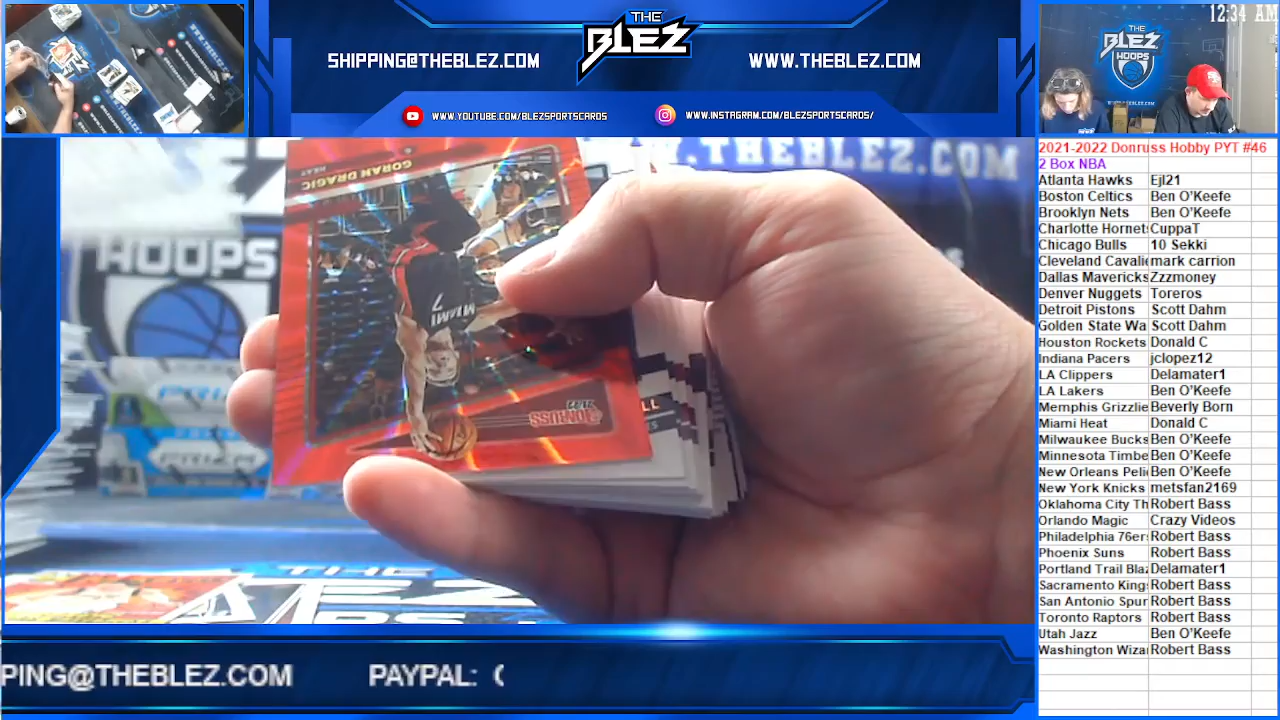 12:34 AM
THE
BLEZ
SHIPPING@THEBLEZ.COM
WWW.THEBLEZ.COM
WWW.YOUTUBE.COM/BLEZSPORTSCARDS
WWW.INSTAGRAM.COM/BLEZSPORTSCARDS/
THE
BLEZ
HOOPS
WWW.THEBLEZ.COM
HOOPS
PRIZM
GORAN DRAGIC
HEAT
MIAMI
7
DONRUSS
2021-2022 Donruss Hobby PYT #46
2 Box NBA
Atlanta Hawks Ejl21
Boston Celtics Ben O'Keefe
Brooklyn Nets Ben O'Keefe
Charlotte Hornet CuppaT
Chicago Bulls 10 Sekki
Cleveland Cavalie mark carrion
Dallas Mavericks Zzzmoney
Denver Nuggets Toreros
Detroit Pistons Scott Dahm
Golden State Wa Scott Dahm
Houston Rockets Donald C
Indiana Pacers jclopez12
LA Clippers Delamater1
LA Lakers Ben O'Keefe
Memphis Grizzlie Beverly Born
Miami Heat Donald C
Milwaukee Bucks Ben O'Keefe
Minnesota Timbe Ben O'Keefe
New Orleans Peli Ben O'Keefe
New York Knicks metsfan2169
Oklahoma City Th Robert Bass
Orlando Magic Crazy Videos
Philadelphia 76er Robert Bass
Phoenix Suns Robert Bass
Portland Trail Blaz Delamater1
Sacramento King Robert Bass
San Antonio Spur Robert Bass
Toronto Raptors Robert Bass
Utah Jazz Ben O'Keefe
Washington Wiza Robert Bass
PING@THEBLEZ.COM PAYPAL: